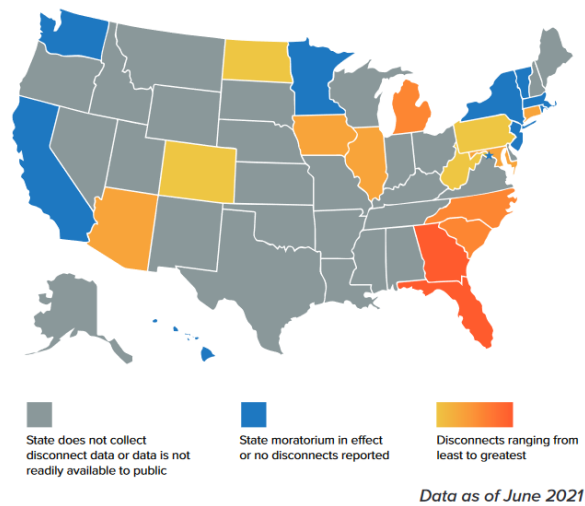 State does not collect
disconnect data or data is not
readily available to public
State moratorium in effect
or no disconnects reported
Disconnects ranging from
least to greatest
Data as of June 2021